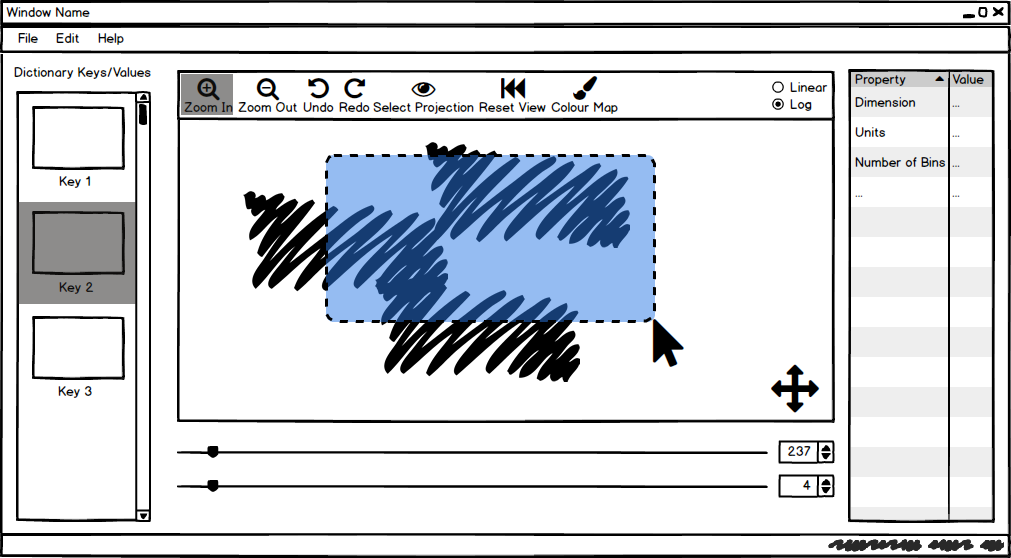 Window Name
File Edit Help
Dictionary Keys/Values
Key 1
Key 2
Key 3
Zoom In Zoom Out Undo Redo Select Projection Reset View Colour Map
Linear
Log
237
4
Property Value
Dimension ...
Units ...
Number of Bins ...
... ...